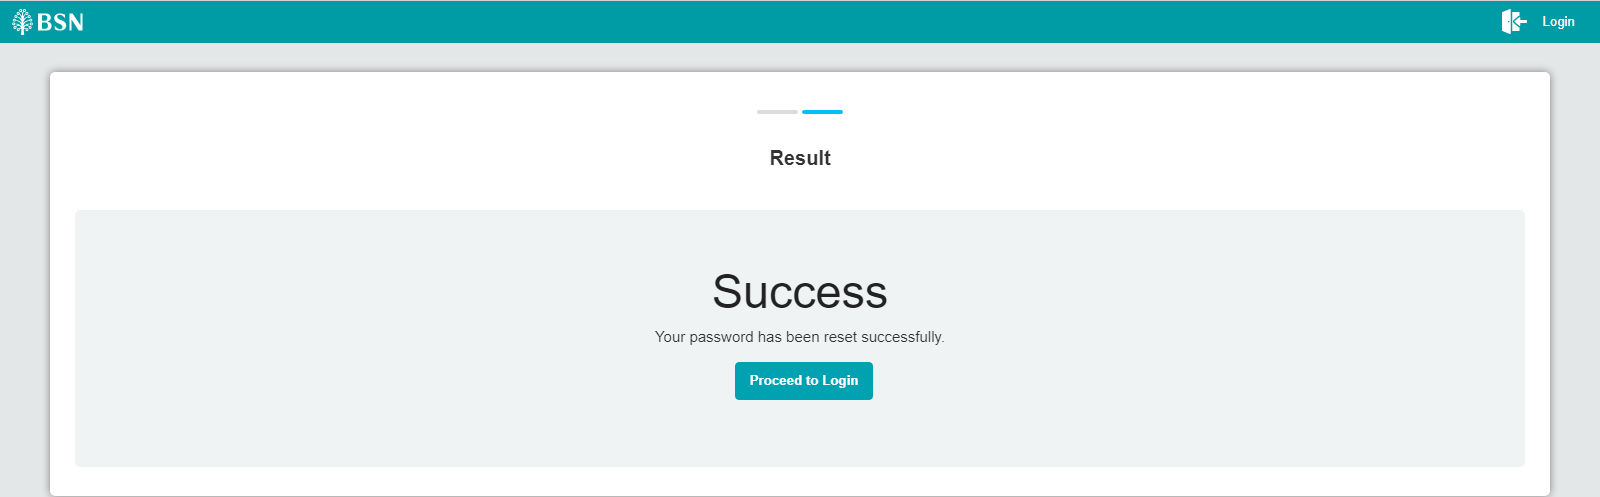 BSN
Login
Result
Success
Your password has been reset successfully.
Proceed to Login